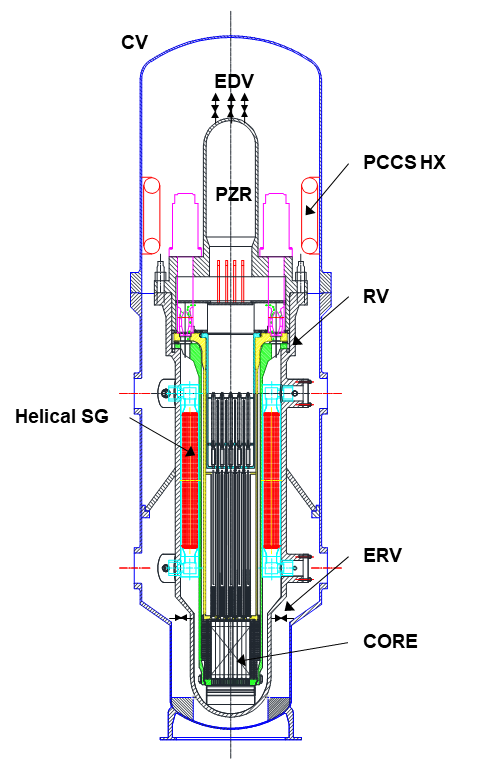 CV
EDV
PCCS HX
PZR
RV
Helical SG
ERV
CORE